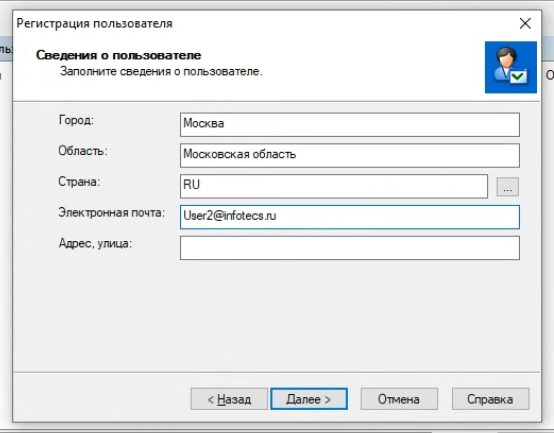 Регистрация пользователя
Сведения о пользователе
Заполните сведения о пользователе.
Город: Москва
Область: Московская область
Страна: RU ...
Электронная почта: User2@infotecs.ru
Адрес, улица:
< Назад Далее > Отмена Справка